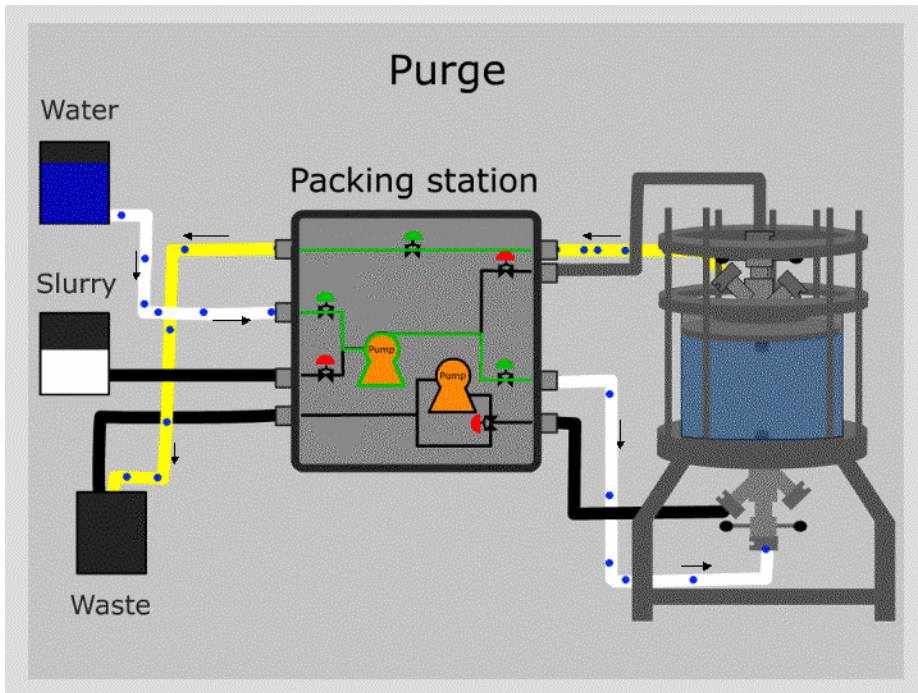 Purge
Water
Packing station
Slurry
Pump
Pump
Waste